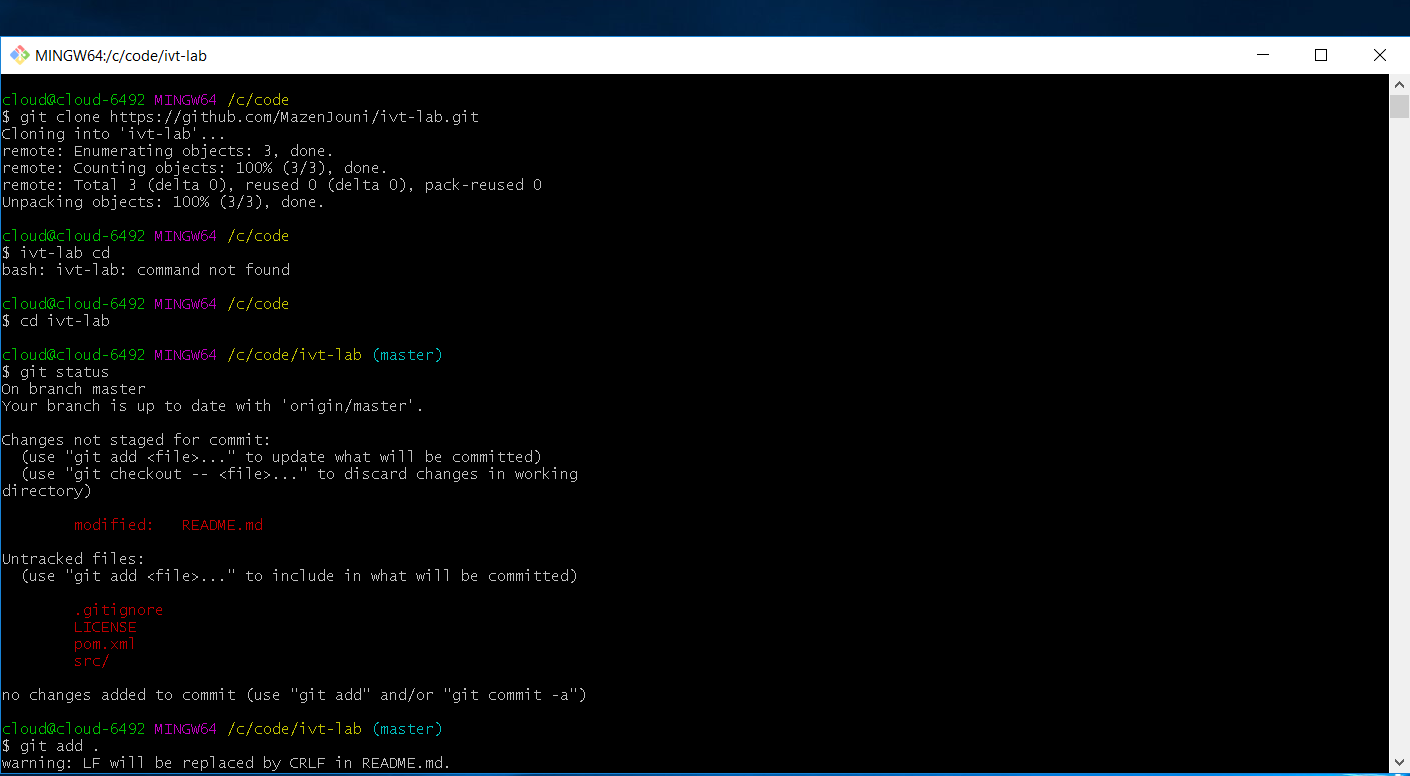 MINGW64:/c/code/ivt-lab
cloud@cloud-6492 MINGW64 /c/code
$ git clone https://github.com/MazenJouni/ivt-lab.git
Cloning into 'ivt-lab'...
remote: Enumerating objects: 3, done.
remote: Counting objects: 100% (3/3), done.
remote: Total 3 (delta 0), reused 0 (delta 0), pack-reused 0
Unpacking objects: 100% (3/3), done.
cloud@cloud-6492 MINGW64 /c/code
$ ivt-lab cd
bash: ivt-lab: command not found
cloud@cloud-6492 MINGW64 /c/code
$ cd ivt-lab
cloud@cloud-6492 MINGW64 /c/code/ivt-lab (master)
$ git status
On branch master
Your branch is up to date with 'origin/master'.
Changes not staged for commit:
  (use "git add <file>..." to update what will be committed)
  (use "git checkout -- <file>..." to discard changes in working
directory)
        modified:   README.md
Untracked files:
  (use "git add <file>..." to include in what will be committed)
        .gitignore
        LICENSE
        pom.xml
        src/
no changes added to commit (use "git add" and/or "git commit -a")
cloud@cloud-6492 MINGW64 /c/code/ivt-lab (master)
$ git add .
warning: LF will be replaced by CRLF in README.md.